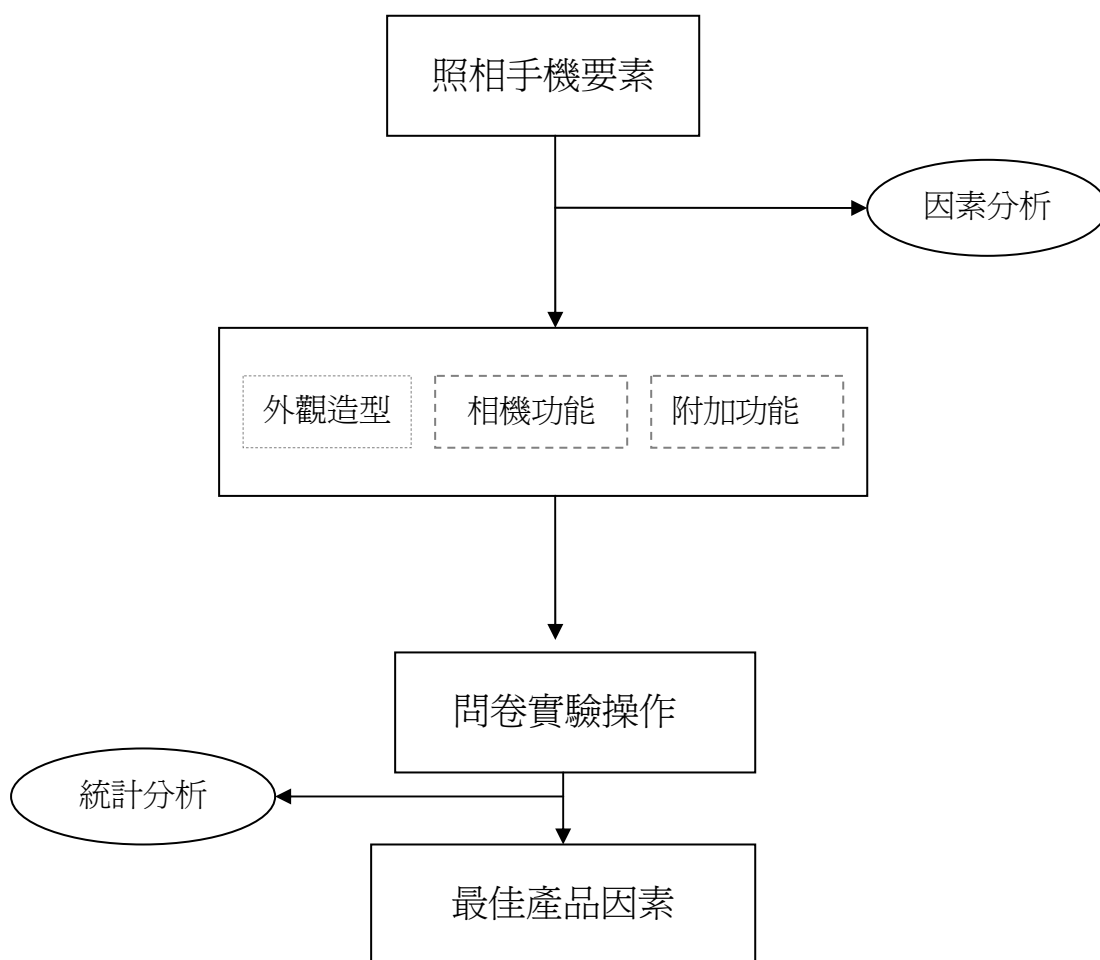 照相手機要素
因素分析
外觀造型
相機功能
附加功能
問卷實驗操作
統計分析
最佳產品因素